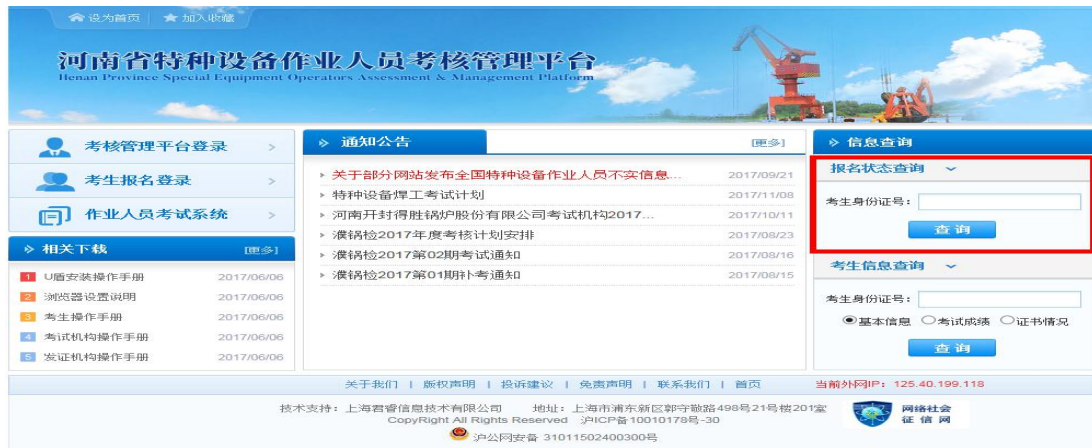 设为首页 加入收藏
河南省特种设备作业人员考核管理平台
Henan Province Special Equipment Operators Assessment & Management Platform
考核管理平台登录 >
考生报名登录 >
作业人员考试系统 >
相关下载 [更多]
1 U盾安装操作手册 2017/06/06
2 浏览器设置说明 2017/06/06
3 考生操作手册 2017/06/06
4 考试机构操作手册 2017/06/06
5 发证机构操作手册 2017/06/06
通知公告 [更多]
关于部分网站发布全国特种设备作业人员不实信息... 2017/09/21
特种设备焊工考试计划 2017/11/08
河南开封得胜锅炉股份有限公司考试机构2017... 2017/10/11
濮锅检2017年度考核计划安排 2017/08/23
濮锅检2017第02期考试通知 2017/08/16
濮锅检2017第01期补考通知 2017/08/15
信息查询
报名状态查询
考生身份证号：
查询
考生信息查询
考生身份证号：
基本信息 考试成绩 证书情况
查询
关于我们 | 版权声明 | 投诉建议 | 免责声明 | 联系我们 | 首页 当前外网IP：125.40.199.118
技术支持：上海君睿信息技术有限公司 地址：上海市浦东新区郭守敬路498号21号楼201室
CopyRight All Rights Reserved 沪ICP备10010178号-30
沪公网安备 31011502400300号
网络社会
征信网